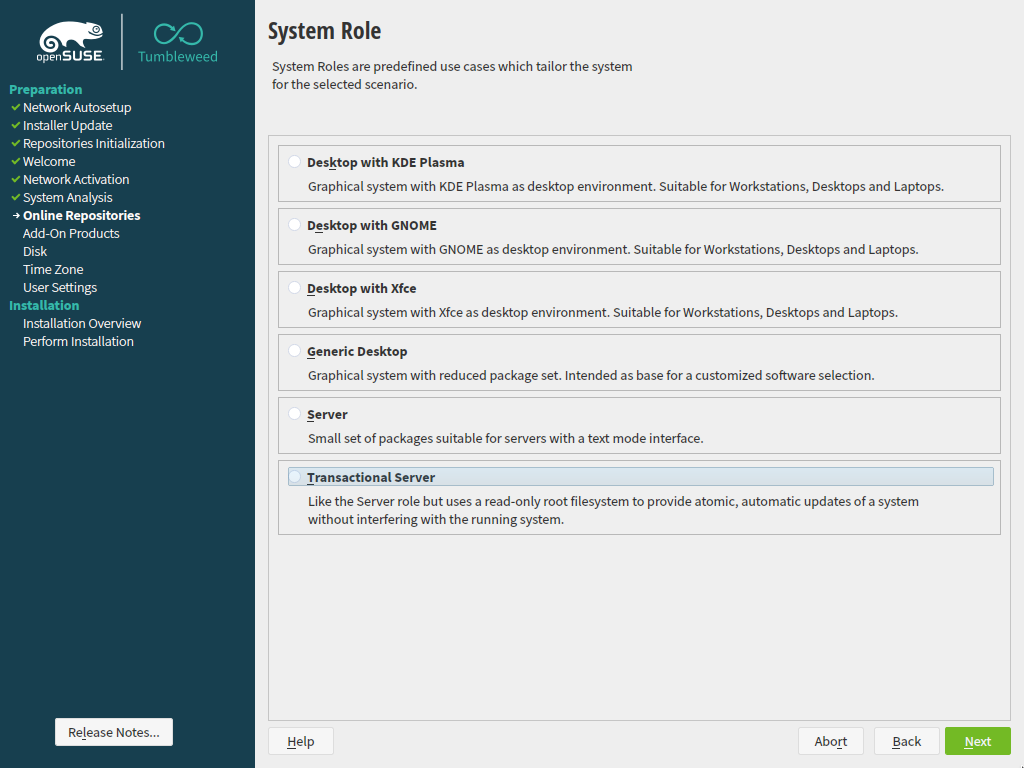 openSUSE
Tumbleweed
Preparation
Network Autosetup
Installer Update
Repositories Initialization
Welcome
Network Activation
System Analysis
Online Repositories
Add-On Products
Disk
Time Zone
User Settings
Installation
Installation Overview
Perform Installation
Release Notes...
System Role
System Roles are predefined use cases which tailor the system
for the selected scenario.
Desktop with KDE Plasma
Graphical system with KDE Plasma as desktop environment. Suitable for Workstations, Desktops and Laptops.
Desktop with GNOME
Graphical system with GNOME as desktop environment. Suitable for Workstations, Desktops and Laptops.
Desktop with Xfce
Graphical system with Xfce as desktop environment. Suitable for Workstations, Desktops and Laptops.
Generic Desktop
Graphical system with reduced package set. Intended as base for a customized software selection.
Server
Small set of packages suitable for servers with a text mode interface.
Transactional Server
Like the Server role but uses a read-only root filesystem to provide atomic, automatic updates of a system
without interfering with the running system.
Help
Abort
Back
Next